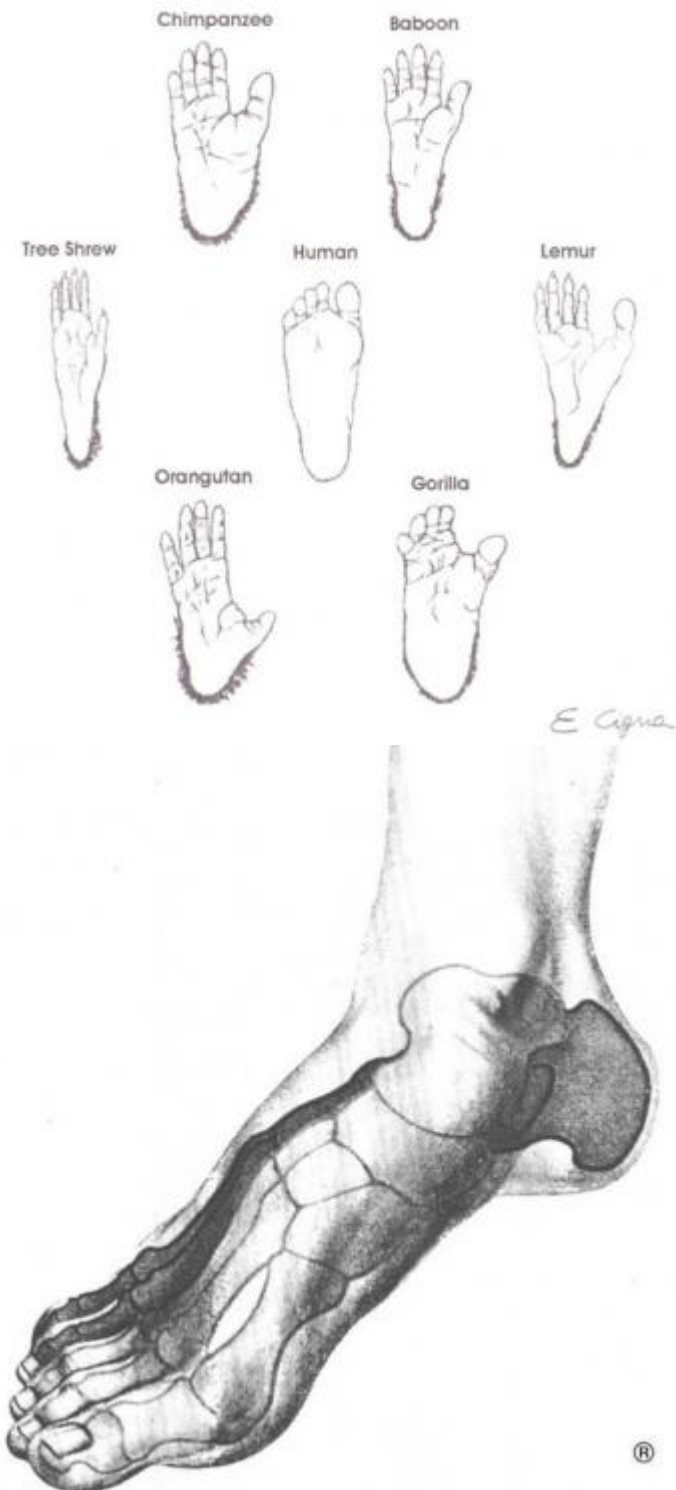 Chimpanzee Baboon
Tree Shrew Human Lemur
Orangutan Gorilla
E Cigna
®